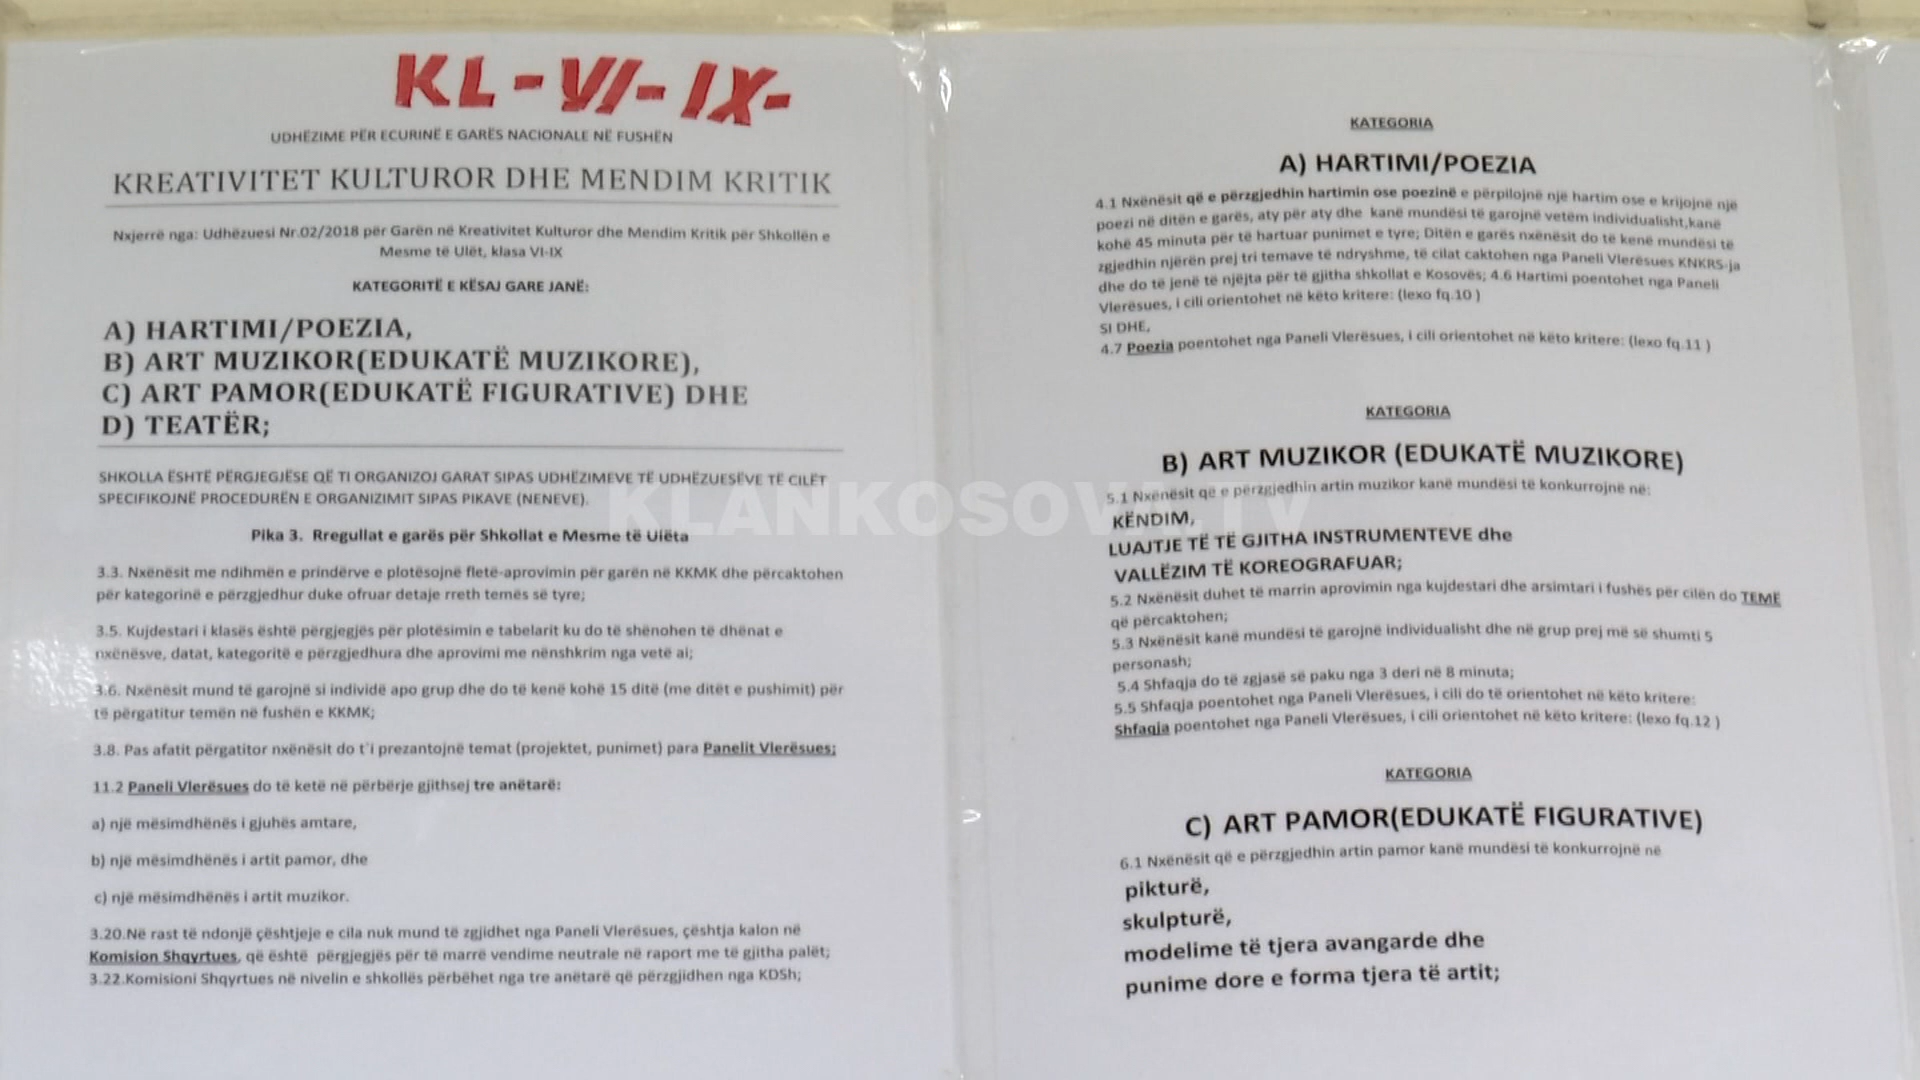 KL-VI-IX-
UDHËZIME PËR ECURINË E GARËS NACIONALE NË FUSHËN
KREATIVITET KULTUROR DHE MENDIM KRITIK
Nxjerrë nga: Udhëzuesi Nr.02/2018 për Garën në Kreativitet Kulturor dhe Mendim Kritik për Shkollën e
Mesme të Ulët, klasa VI-IX
KATEGORITË E KËSAJ GARE JANË:
A) HARTIMI/POEZIA,
B) ART MUZIKOR(EDUKATË MUZIKORE),
C) ART PAMOR(EDUKATË FIGURATIVE) DHE
D) TEATËR;
SHKOLLA ËSHTË PËRGJEGJËSE QË TI ORGANIZOJ GARAT SIPAS UDHËZIMEVE TË UDHËZUESËVE TË CILËT
SPECIFIKOJNË PROCEDURËN E ORGANIZIMIT SIPAS PIKAVE (NENEVE).
Pika 3. Rregullat e garës për Shkollat e Mesme të Ulëta
3.3. Nxënësit me ndihmën e prindërve e plotësojnë fletë-aprovimin për garën në KKMK dhe përcaktohen
për kategorinë e përzgjedhur duke ofruar detaje rreth temës së tyre;
3.5. Kujdestari i klasës është përgjegjës për plotësimin e tabelarit ku do të shënohen të dhënat e
nxënësve, datat, kategoritë e përzgjedhura dhe aprovimi me nënshkrim nga vetë ai;
3.6. Nxënësit mund të garojnë si individë apo grup dhe do të kenë kohë 15 ditë (me ditët e pushimit) për
të përgatitur temën në fushën e KKMK;
3.8. Pas afatit përgatitor nxënësit do t'i prezantojnë temat (projektet, punimet) para Panelit Vlerësues;
11.2 Paneli Vlerësues do të ketë në përbërje gjithsej tre anëtarë:
a) një mësimdhënës i gjuhës amtare,
b) një mësimdhënës i artit pamor, dhe
c) një mësimdhënës i artit muzikor.
3.20.Në rast të ndonjë çështjeje e cila nuk mund të zgjidhet nga Paneli Vlerësues, çështja kalon në
Komision Shqyrtues, që është përgjegjës për të marrë vendime neutrale në raport me të gjitha palët;
3.22.Komisioni Shqyrtues në nivelin e shkollës përbëhet nga tre anëtarë që përzgjidhen nga KDSh;
KATEGORIA
A) HARTIMI/POEZIA
4.1 Nxënësit që e përzgjedhin hartimin ose poezinë e përpilojnë një hartim ose e krijojnë një
poezi në ditën e garës, aty për aty dhe kanë mundësi të garojnë vetëm individualisht,kanë
kohë 45 minuta për të hartuar punimet e tyre; Ditën e garës nxënësit do të kenë mundësi të
zgjedhin njërën prej tri temave të ndryshme, të cilat caktohen nga Paneli Vlerësues KNKRS-ja
dhe do të jenë të njëjta për të gjitha shkollat e Kosovës; 4.6 Hartimi poentohet nga Paneli
Vlerësues, i cili orientohet në këto kritere: (lexo fq.10 )
SI DHE,
4.7 Poezia poentohet nga Paneli Vlerësues, i cili orientohet në këto kritere: (lexo fq.11 )
KATEGORIA
B) ART MUZIKOR (EDUKATË MUZIKORE)
5.1 Nxënësit që e përzgjedhin artin muzikor kanë mundësi të konkurrojnë në:
KËNDIM,
LUAJTJE TË TË GJITHA INSTRUMENTEVE dhe
VALLËZIM TË KOREOGRAFUAR;
5.2 Nxënësit duhet të marrin aprovimin nga kujdestari dhe arsimtari i fushës për cilën do TEMË
që përcaktohen;
5.3 Nxënësit kanë mundësi të garojnë individualisht dhe në grup prej më së shumti 5
personash;
5.4 Shfaqja do të zgjasë së paku nga 3 deri në 8 minuta;
5.5 Shfaqja poentohet nga Paneli Vlerësues, i cili do të orientohet në këto kritere:
Shfaqja poentohet nga Paneli Vlerësues, i cili orientohet në këto kritere: (lexo fq.12 )
KATEGORIA
C) ART PAMOR(EDUKATË FIGURATIVE)
6.1 Nxënësit që e përzgjedhin artin pamor kanë mundësi të konkurrojnë në
pikturë,
skulpturë,
modelime të tjera avangarde dhe
punime dore e forma tjera të artit;
KLANKOSOVA.TV